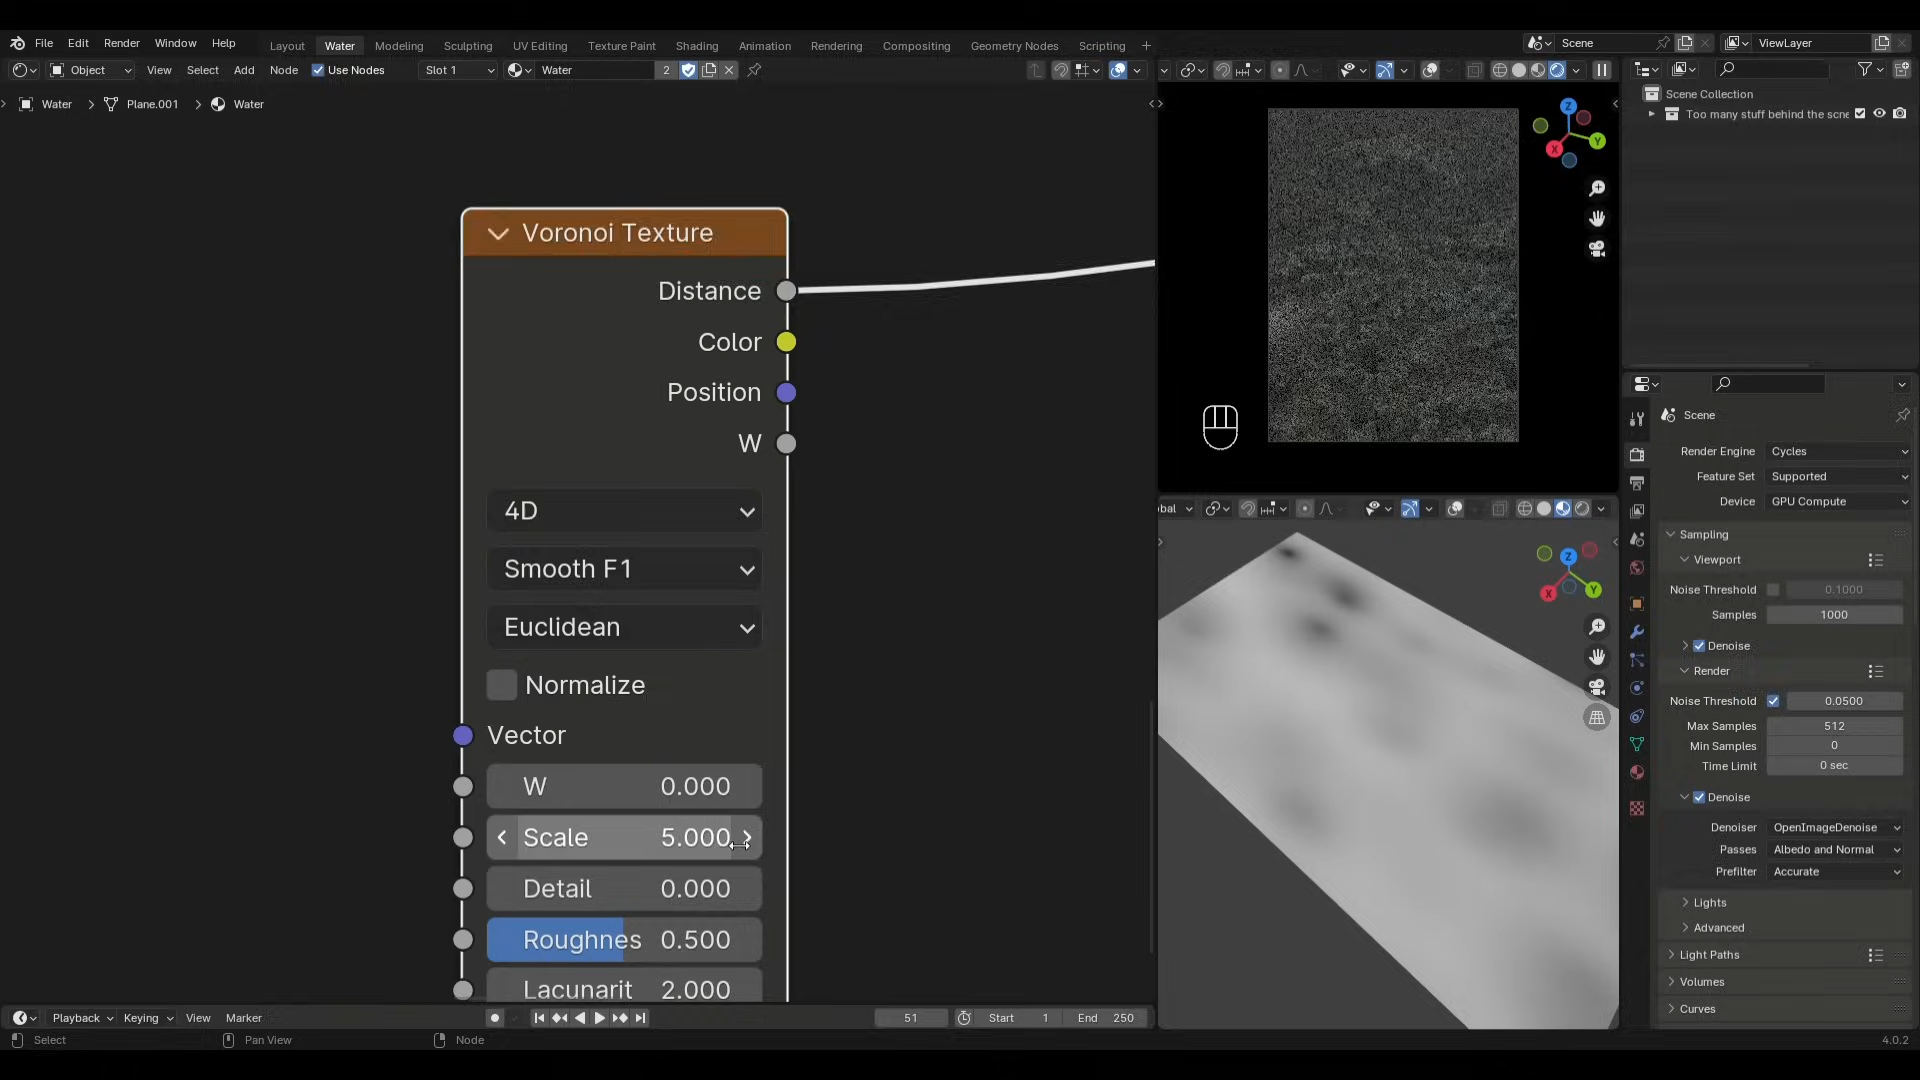 File Edit Render Window Help Layout Water Modeling Sculpting UV Editing Texture Paint Shading Animation Rendering Compositing Geometry Nodes Scripting + Scene ViewLayer
Object View Select Add Node Use Nodes Slot 1 Water 2
Water > Plane.001 > Water
Scene Collection
Too many stuff behind the scne
Voronoi Texture
Distance
Color
Position
W
4D
Smooth F1
Euclidean
Normalize
Vector
W 0.000
Scale 5.000
Detail 0.000
Roughnes 0.500
Lacunarit 2.000
Z
Y
X
bal
Z
X
Y
Scene
Render Engine Cycles
Feature Set Supported
Device GPU Compute
Sampling
Viewport
Noise Threshold 0.1000
Samples 1000
Denoise
Render
Noise Threshold 0.0500
Max Samples 512
Min Samples 0
Time Limit 0 sec
Denoise
Denoiser OpenImageDenoise
Passes Albedo and Normal
Prefilter Accurate
Lights
Advanced
Light Paths
Volumes
Curves
Playback Keying View Marker 51 Start 1 End 250
Select Pan View Node 4.0.2